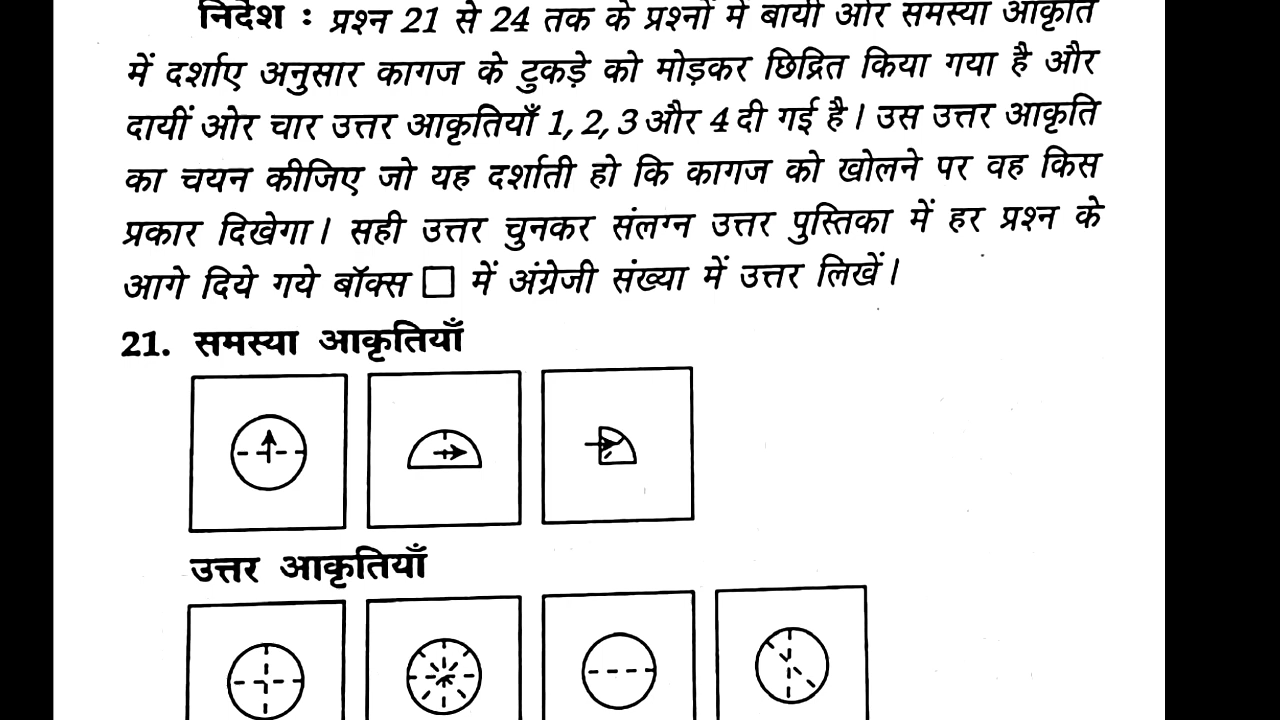 निर्देश : प्रश्न 21 से 24 तक के प्रश्नों में बायीं ओर समस्या आकृति
में दर्शाए अनुसार कागज के टुकड़े को मोड़कर छिद्रित किया गया है और
दायीं ओर चार उत्तर आकृतियाँ 1, 2, 3 और 4 दी गई है। उस उत्तर आकृति
का चयन कीजिए जो यह दर्शाती हो कि कागज को खोलने पर वह किस
प्रकार दिखेगा। सही उत्तर चुनकर संलग्न उत्तर पुस्तिका में हर प्रश्न के
आगे दिये गये बॉक्स में अंग्रेजी संख्या में उत्तर लिखें।
21. समस्या आकृतियाँ
उत्तर आकृतियाँ